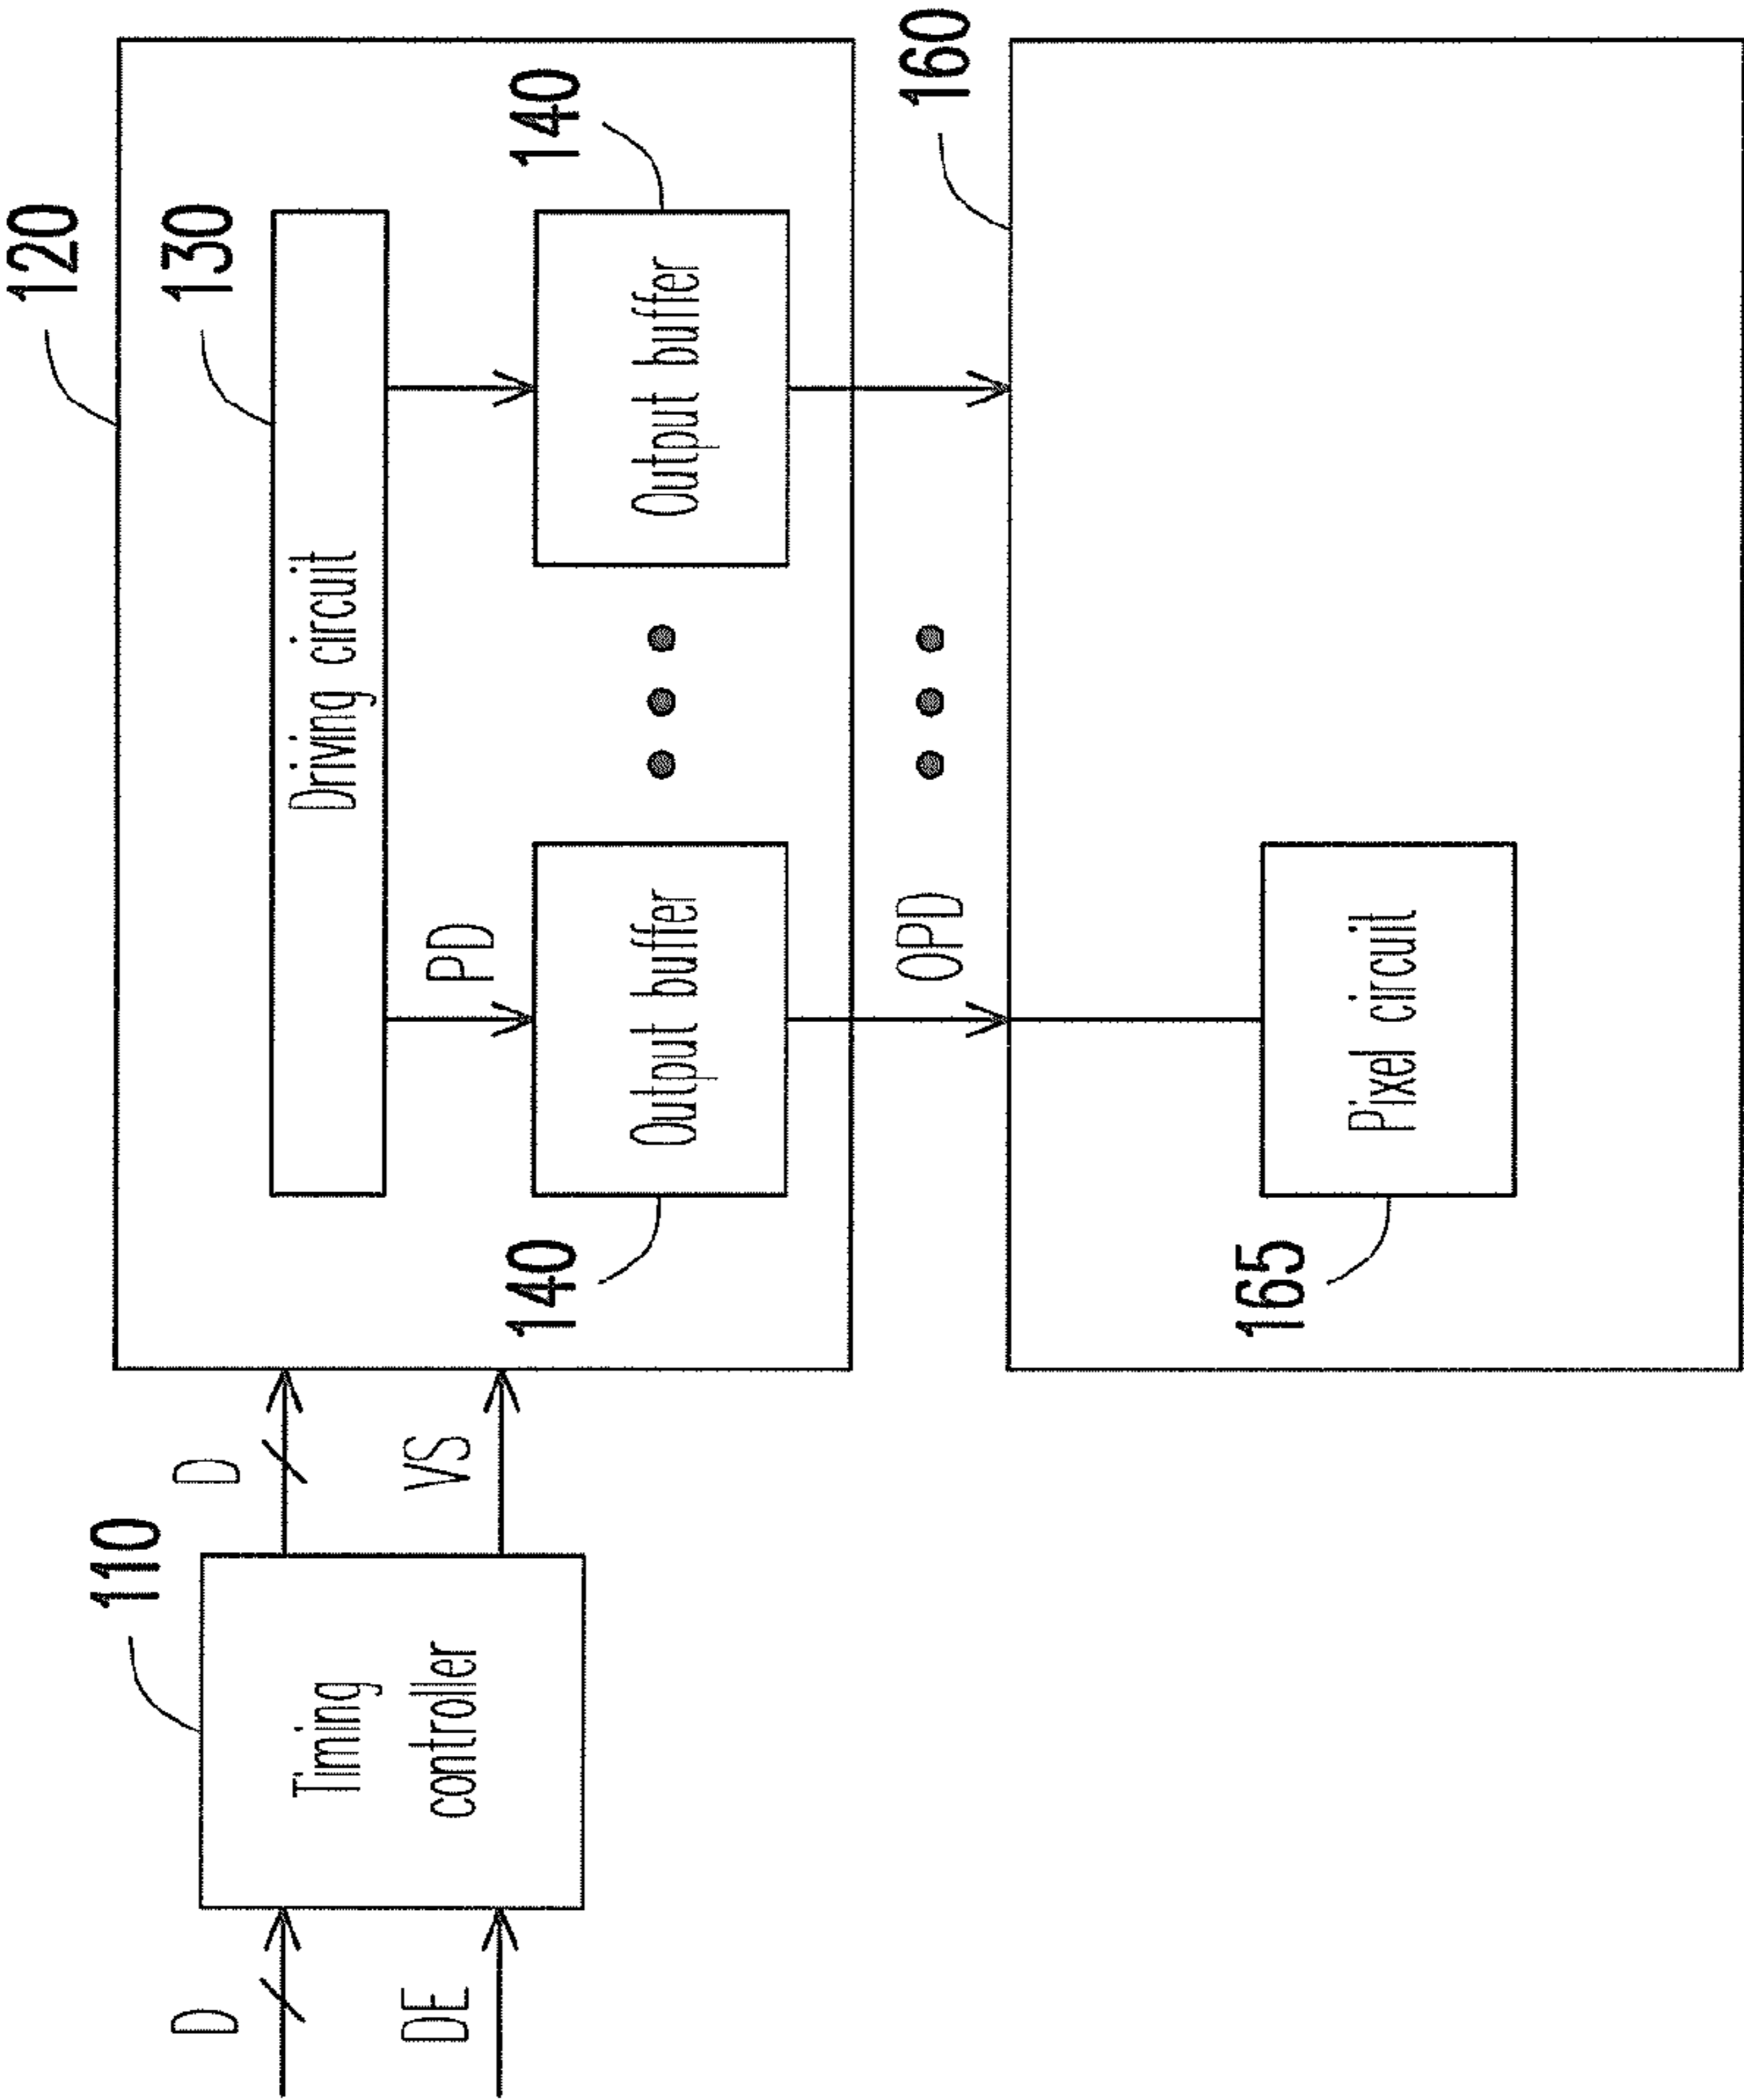 120
130
140
D
110
D
Driving circuit
Timing
controller
VS
DE
PD
Output buffer
Output buffer
140
OPD
160
Pixel circuit
165